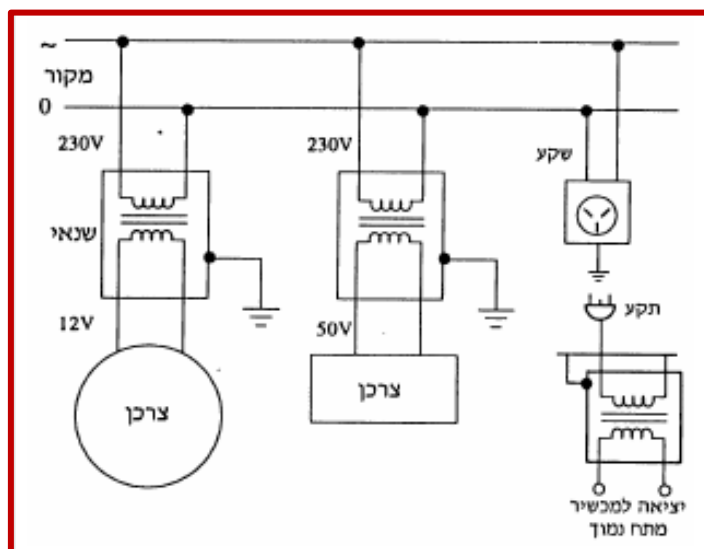 ~
מקור
0
230V
230V
שקע
שנאי
תקע
12V
50V
צרכן
צרכן
יציאה למכשיר
מתח נמוך